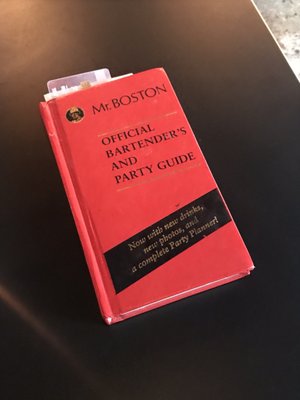 Mr. BOSTON
OFFICIAL
BARTENDER'S
AND
PARTY GUIDE
Now with new drinks,
new photos, and
a complete Party Planner!